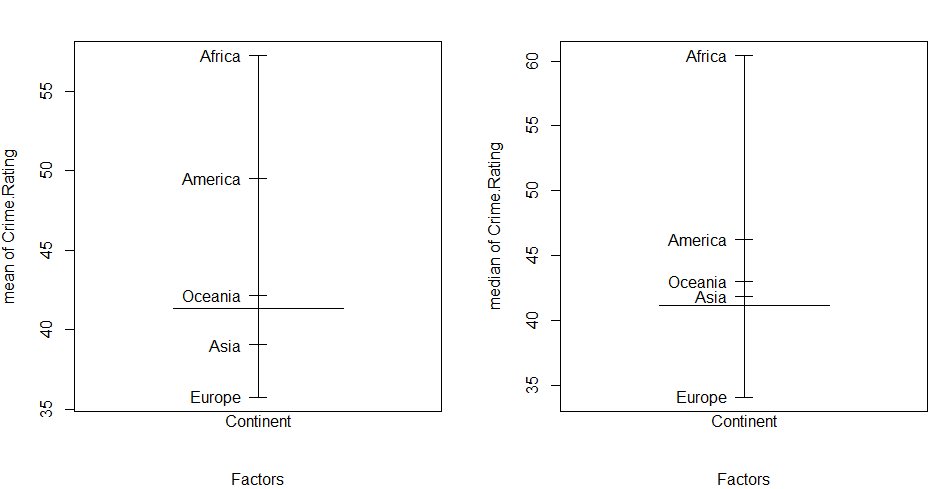 mean of Crime.Rating
55
50
45
40
35
Africa
America
Oceania
Asia
Europe
Continent
Factors
median of Crime.Rating
60
55
50
45
40
35
Africa
America
Oceania
Asia
Europe
Continent
Factors